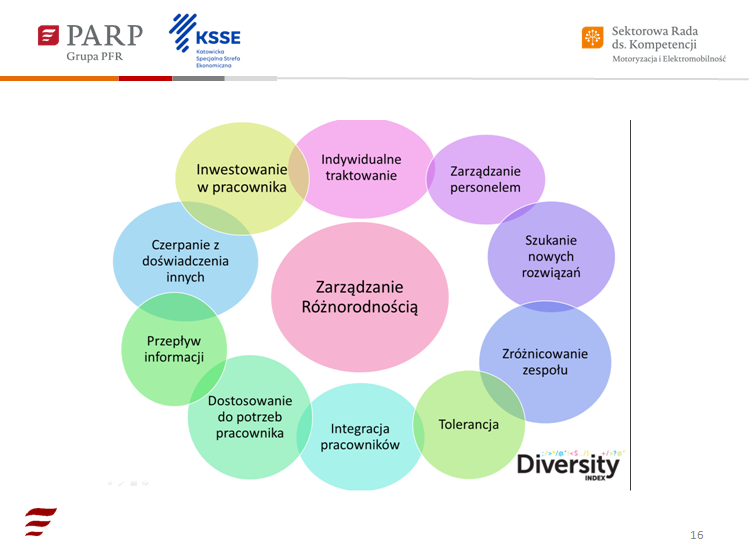 PARP
Grupa PFR
KSSE
Katowicka
Specjalna Strefa
Ekonomiczna
Sektorowa Rada
ds. Kompetencji
Motoryzacja i Elektromobilność
Indywidualne
traktowanie
Zarządzanie
personelem
Szukanie
nowych
rozwiązań
Zróżnicowanie
zespołu
Tolerancja
Integracja
pracowników
Dostosowanie
do potrzeb
pracownika
Przepływ
informacji
Czerpanie z
doświadczenia
innych
Inwestowanie
w pracownika
Zarządzanie
Różnorodnością
Diversity
INDEX
16